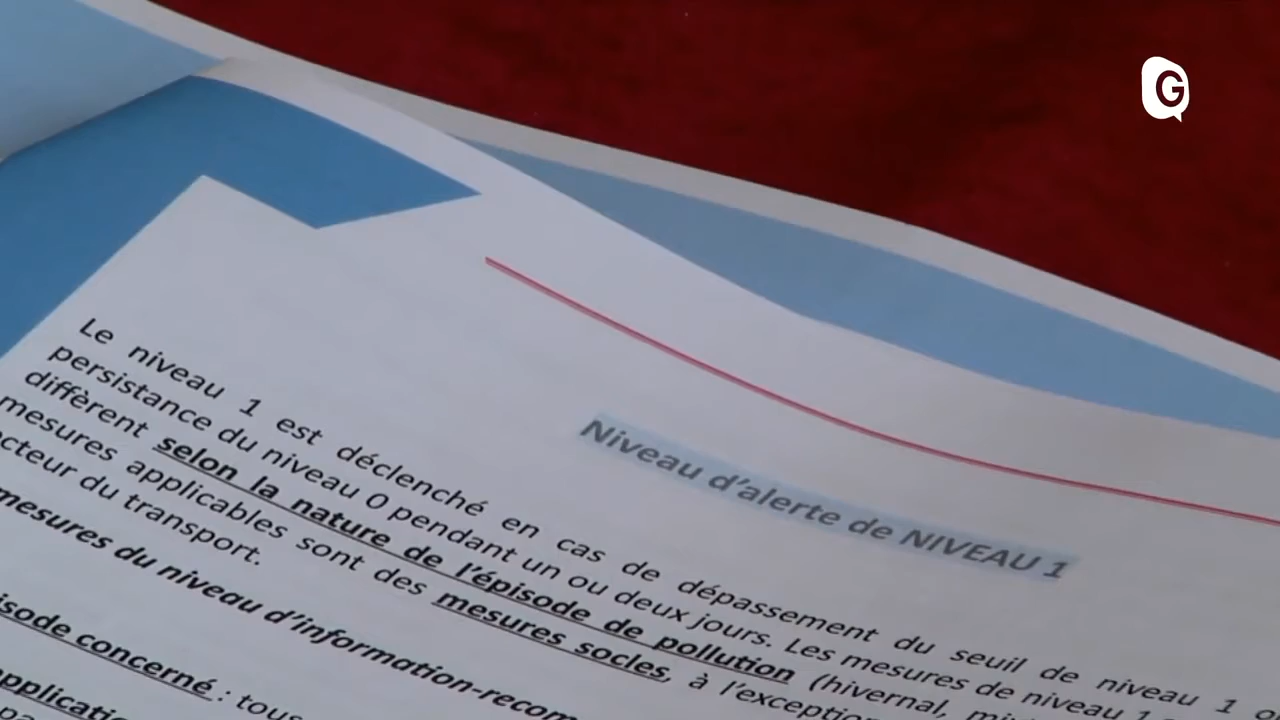 G
Niveau d'alerte de NIVEAU 1
Le niveau 1 est déclenché en cas de dépassement du seuil de niveau 1
persistance du niveau 0 pendant un ou deux jours. Les mesures de niveau 1
diffèrent selon la nature de l'épisode de pollution (hivernal,
mesures applicables sont des mesures socles, à l'exception
cteur du transport.
mesures du niveau d'information-recom
isode concerné : tous
applicatio